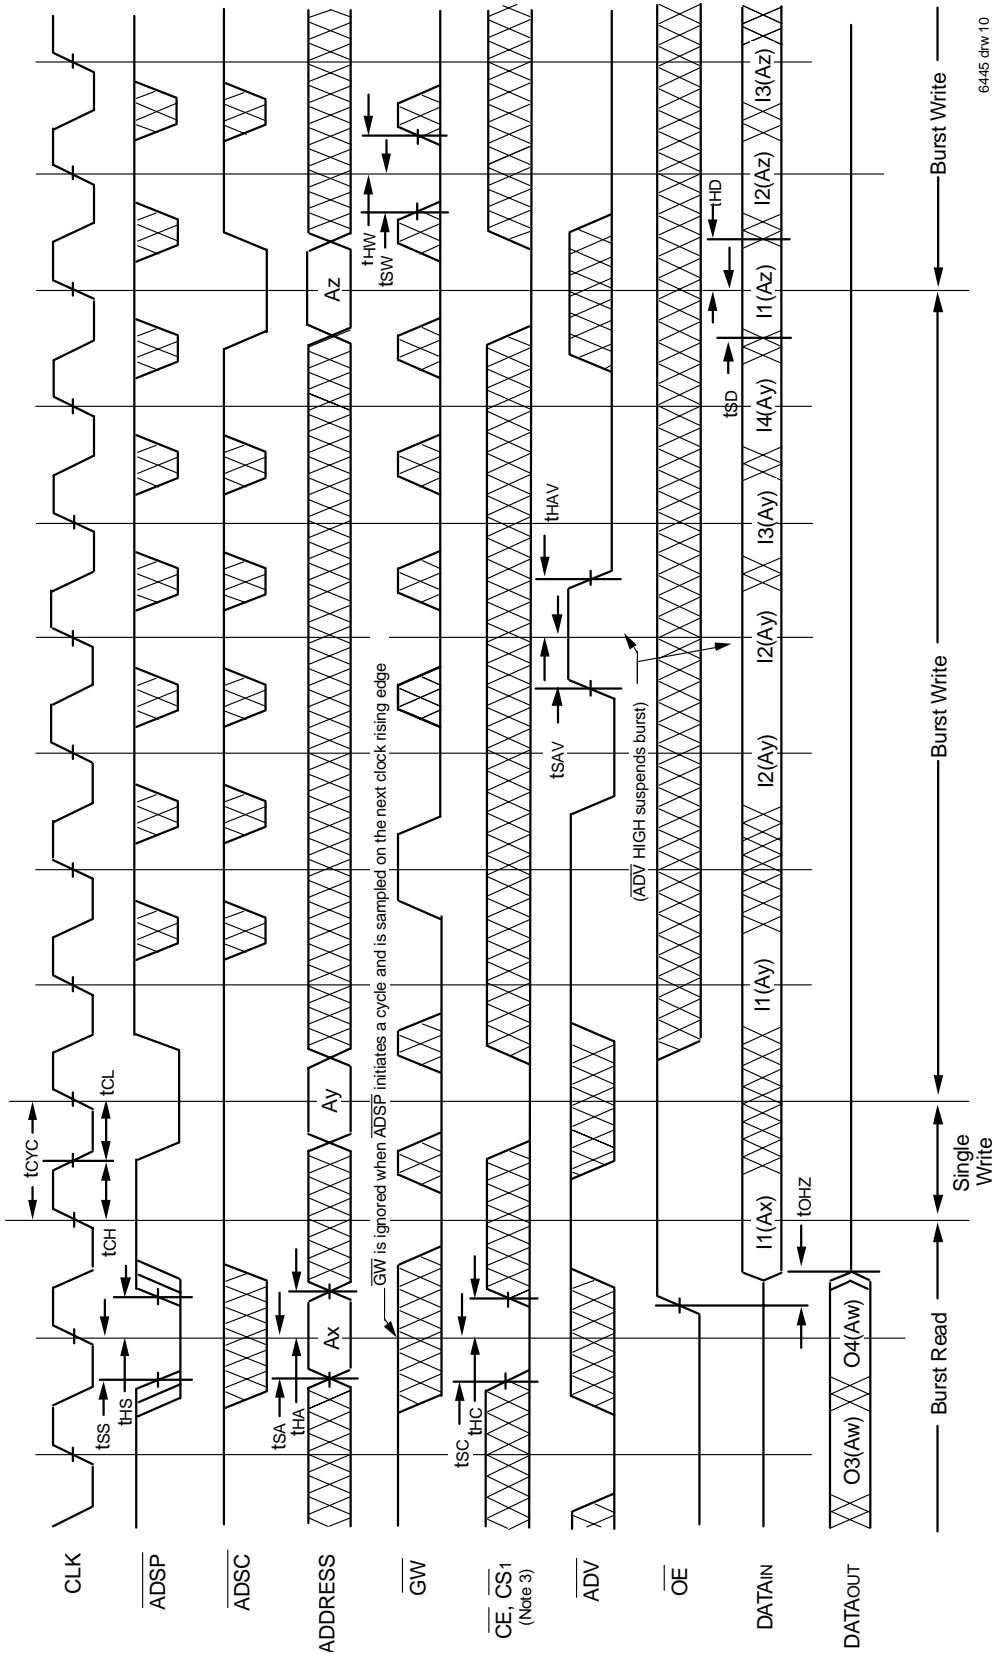 CLK
ADSP
ADSC
ADDRESS
GW
CE, CS1
(Note 3)
ADV
OE
DATAIN
DATAOUT
tCYC
tCH
tCL
tSS
tHS
tSA
tHA
Ax
Ay
Az
GW is ignored when ADSP initiates a cycle and is sampled on the next clock rising edge
tHW
tSW
tSC
tHC
tSAV
tHAV
(ADV HIGH suspends burst)
tSD
tHD
I1(Ax)
I1(Ay)
I2(Ay)
I2(Ay)
I3(Ay)
I4(Ay)
I1(Az)
I2(Az)
I3(Az)
tOHZ
O3(Aw)
O4(Aw)
Burst Read
Single
Write
Burst Write
Burst Write
6445 drw 10